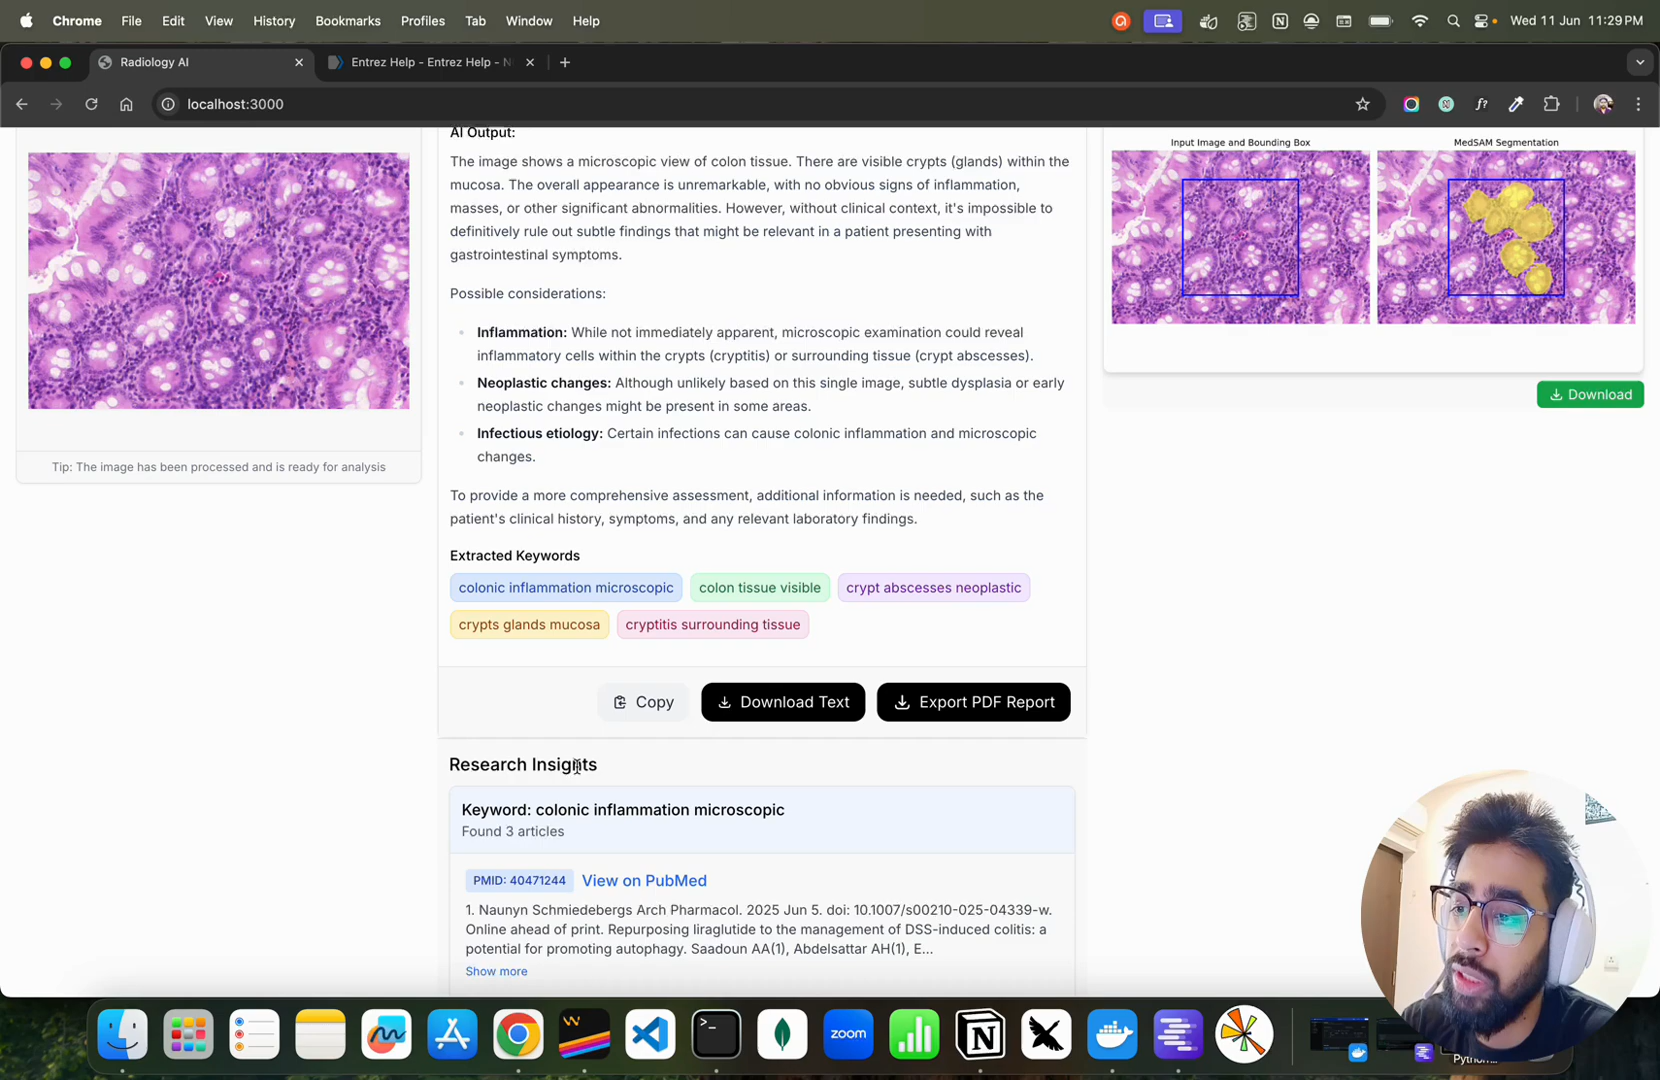 Chrome File Edit View History Bookmarks Profiles Tab Window Help
Wed 11 Jun 11:29 PM
Radiology AI
Entrez Help - Entrez Help - N
localhost:3000
Tip: The image has been processed and is ready for analysis
AI Output:
The image shows a microscopic view of colon tissue. There are visible crypts (glands) within the
mucosa. The overall appearance is unremarkable, with no obvious signs of inflammation,
masses, or other significant abnormalities. However, without clinical context, it's impossible to
definitively rule out subtle findings that might be relevant in a patient presenting with
gastrointestinal symptoms.
Possible considerations:
Inflammation: While not immediately apparent, microscopic examination could reveal
inflammatory cells within the crypts (cryptitis) or surrounding tissue (crypt abscesses).
Neoplastic changes: Although unlikely based on this single image, subtle dysplasia or early
neoplastic changes might be present in some areas.
Infectious etiology: Certain infections can cause colonic inflammation and microscopic
changes.
To provide a more comprehensive assessment, additional information is needed, such as the
patient's clinical history, symptoms, and any relevant laboratory findings.
Extracted Keywords
colonic inflammation microscopic
colon tissue visible
crypt abscesses neoplastic
crypts glands mucosa
cryptitis surrounding tissue
Copy
Download Text
Export PDF Report
Research Insights
Keyword: colonic inflammation microscopic
Found 3 articles
PMID: 40471244
View on PubMed
1. Naunyn Schmiedebergs Arch Pharmacol. 2025 Jun 5. doi: 10.1007/s00210-025-04339-w.
Online ahead of print. Repurposing liraglutide to the management of DSS-induced colitis: a
potential for promoting autophagy. Saadoun AA(1), Abdelsattar AH(1), E...
Show more
Input Image and Bounding Box
MedSAM Segmentation
Download
zoom
Python...